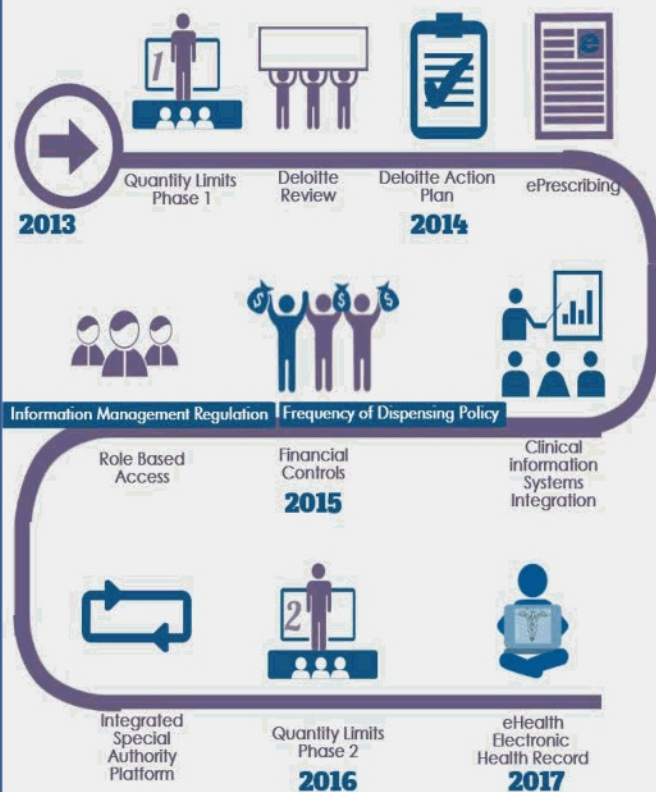 1
e
Quantity Limits
Phase 1
Deloitte
Review
Deloitte Action
Plan
ePrescribing
2013
2014
$ $ $
Information Management Regulation
Frequency of Dispensing Policy
Role Based
Access
Financial
Controls
2015
Clinical
information
Systems
Integration
2
Integrated
Special
Authority
Platform
Quantity Limits
Phase 2
2016
eHealth
Electronic
Health Record
2017